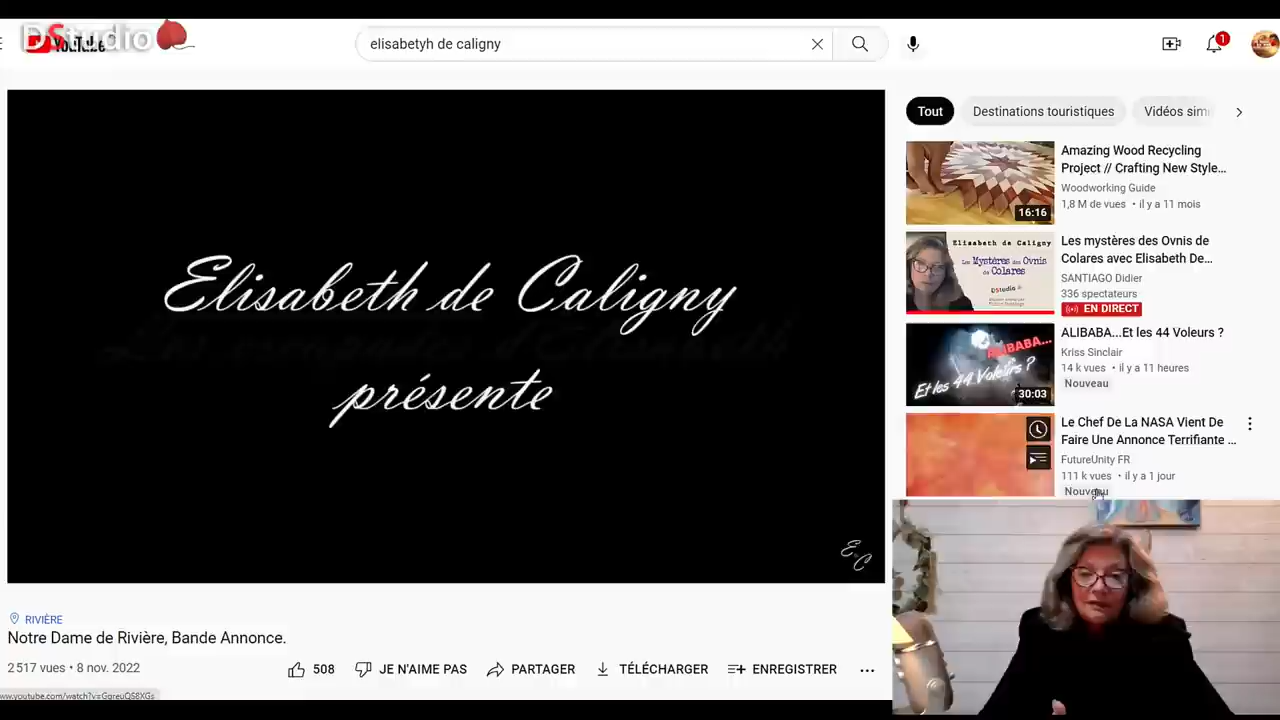 DStudio
YouTube
elisabetyh de caligny
1
Elisabeth de Caligny
présente
E C
RIVIÈRE
Notre Dame de Rivière, Bande Annonce.
2 517 vues • 8 nov. 2022
508
JE N'AIME PAS
PARTAGER
TÉLÉCHARGER
ENREGISTRER
Tout
Destinations touristiques
Vidéos simi
16:16
Amazing Wood Recycling
Project // Crafting New Style...
Woodworking Guide
1,8 M de vues • il y a 11 mois
Elisabeth de Caligny
Les Mystères des Ovnis
de Colares
DStudio
Les mystères des Ovnis de
Colares avec Elisabeth De...
SANTIAGO Didier
336 spectateurs
EN DIRECT
ALIBABA...
Et les 44 Voleurs ?
30:03
ALIBABA...Et les 44 Voleurs ?
Kriss Sinclair
14 k vues • il y a 11 heures
Nouveau
Le Chef De La NASA Vient De
Faire Une Annonce Terrifiante ...
FutureUnity FR
111 k vues • il y a 1 jour
Nouveau